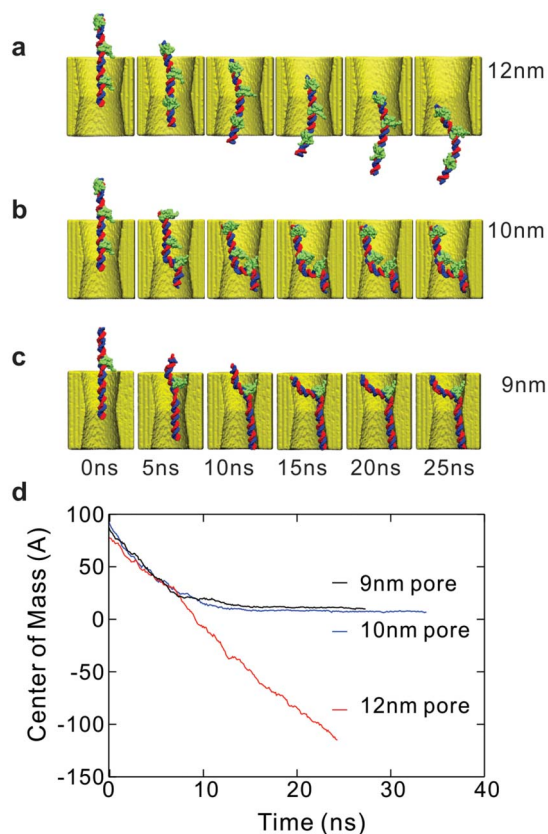 a
12nm
b
10nm
c
9nm
0ns 5ns 10ns 15ns 20ns 25ns
d
100
50
0
-50
-100
-150
Center of Mass (A)
9nm pore
10nm pore
12nm pore
0 10 20 30 40
Time (ns)